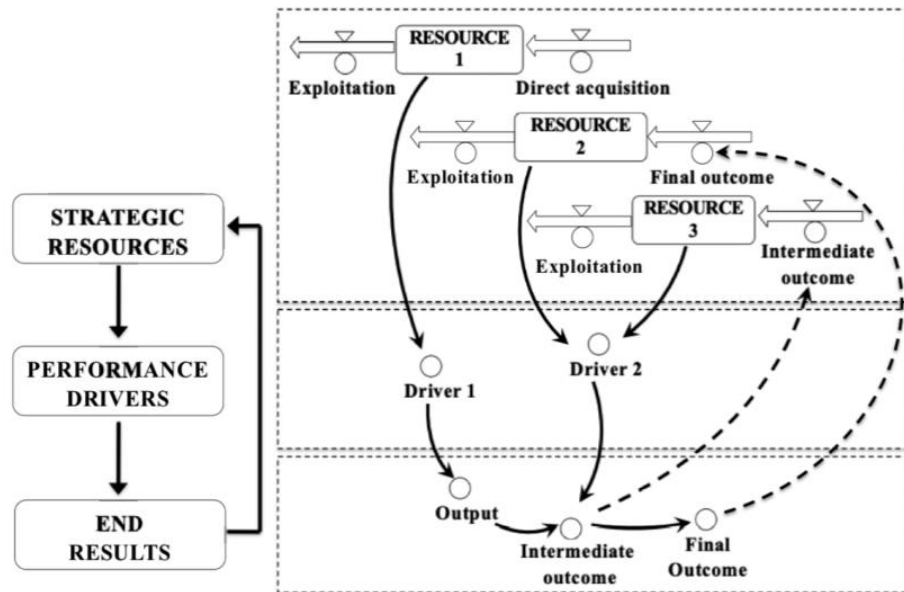 STRATEGIC
RESOURCES
PERFORMANCE
DRIVERS
END
RESULTS
RESOURCE
1
Exploitation
Direct acquisition
RESOURCE
2
Exploitation
Final outcome
RESOURCE
3
Exploitation
Intermediate
outcome
Driver 1
Driver 2
Output
Intermediate
outcome
Final
Outcome